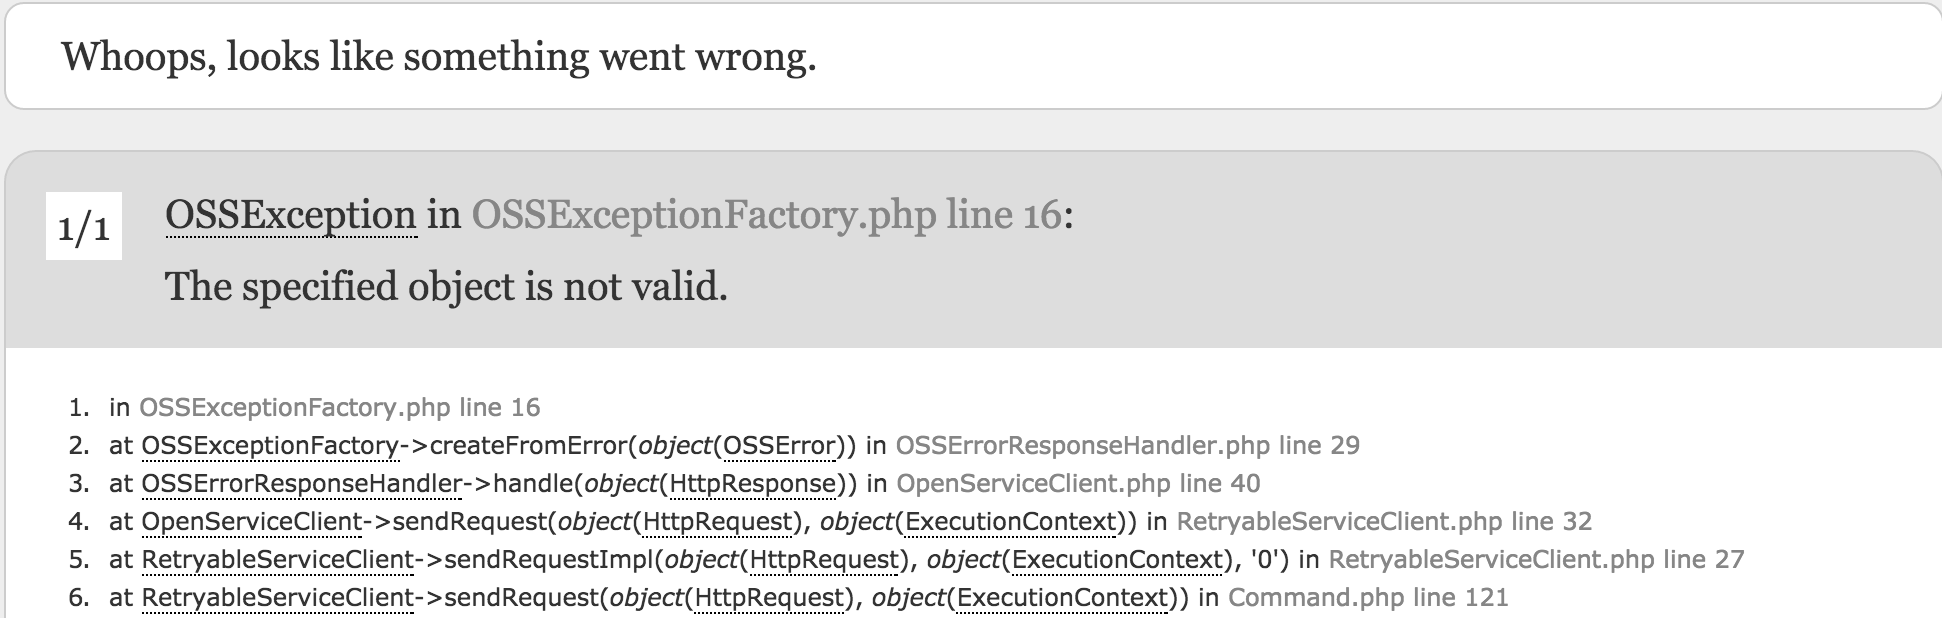 Whoops, looks like something went wrong.
1/1
OSSException in OSSExceptionFactory.php line 16:
The specified object is not valid.
1. in OSSExceptionFactory.php line 16
2. at OSSExceptionFactory->createFromError(object(OSSError)) in OSSErrorResponseHandler.php line 29
3. at OSSErrorResponseHandler->handle(object(HttpResponse)) in OpenServiceClient.php line 40
4. at OpenServiceClient->sendRequest(object(HttpRequest), object(ExecutionContext)) in RetryableServiceClient.php line 32
5. at RetryableServiceClient->sendRequestImpl(object(HttpRequest), object(ExecutionContext), '0') in RetryableServiceClient.php line 27
6. at RetryableServiceClient->sendRequest(object(HttpRequest), object(ExecutionContext)) in Command.php line 121